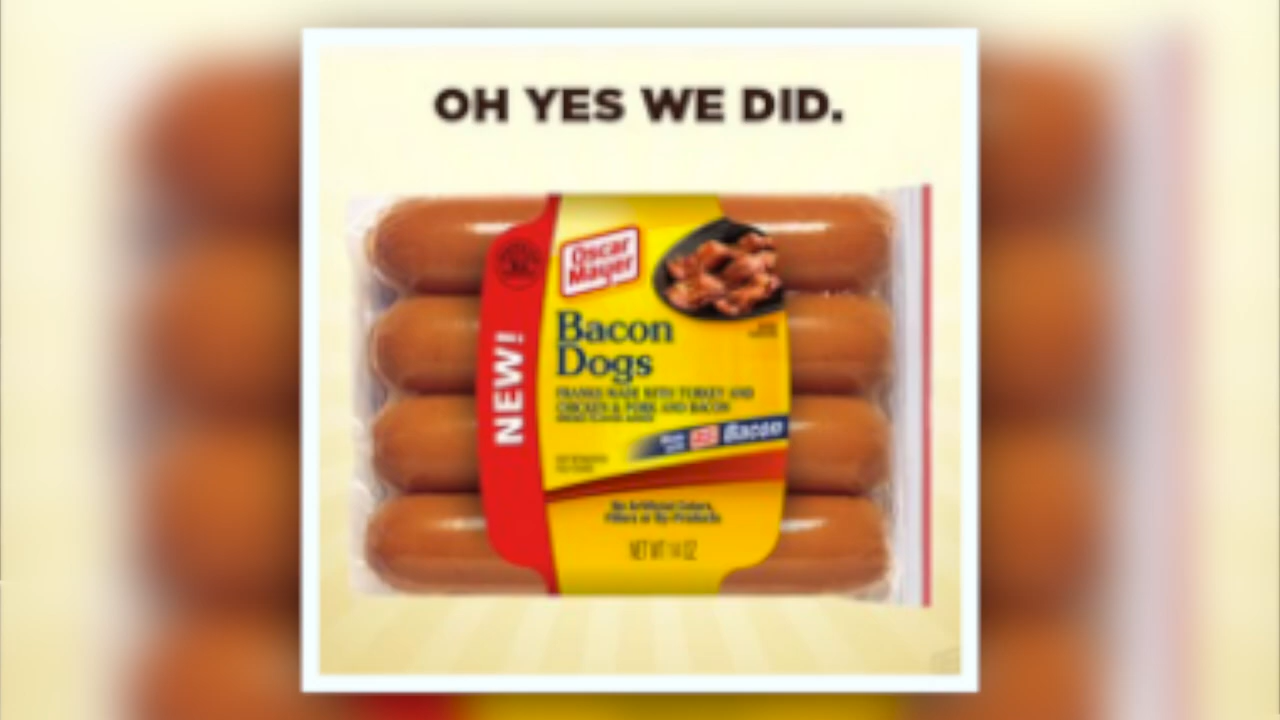 OH YES WE DID.
NEW!
Oscar
Mayer
Bacon
Dogs
FRANKS MADE WITH TURKEY AND
CHICKEN & PORK AND BACON
Bacon
No Artificial Colors,
Fillers or By-Products
NET WT 14 OZ